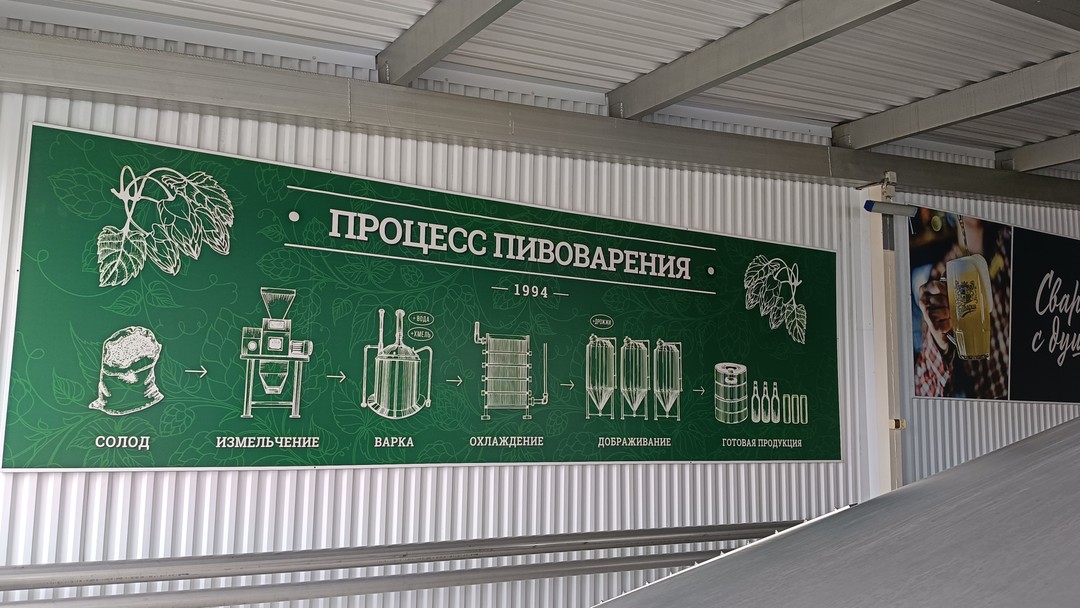 ПРОЦЕСС ПИВОВАРЕНИЯ
— 1994 —
+ ВОДА
+ ХМЕЛЬ
+ ДРОЖЖИ
СОЛОД
ИЗМЕЛЬЧЕНИЕ
ВАРКА
ОХЛАЖДЕНИЕ
ДОБРАЖИВАНИЕ
ГОТОВАЯ ПРОДУКЦИЯ
с